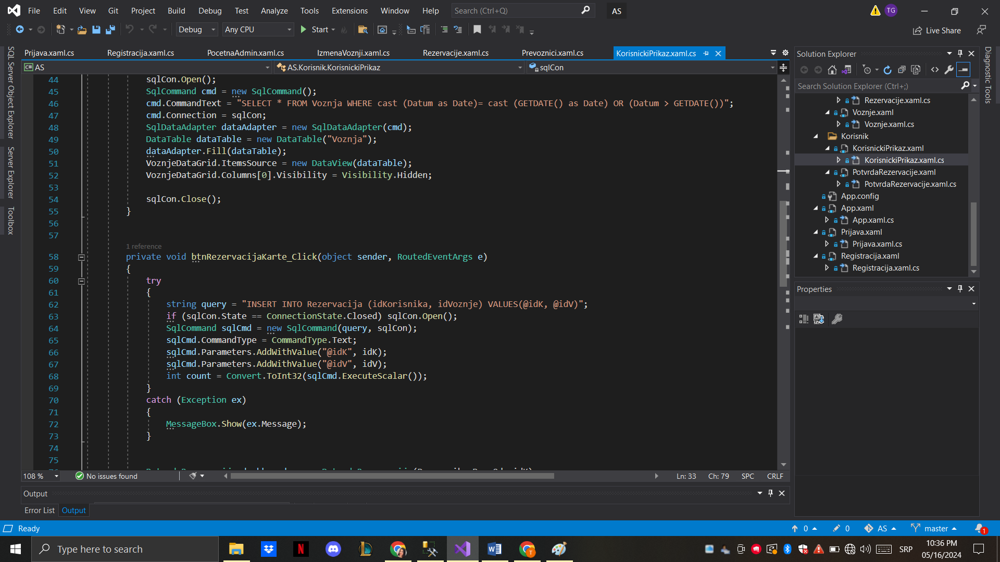 File Edit View Git Project Build Debug Test Analyze Tools Extensions Window Help Search (Ctrl+Q) AS TG
Debug Any CPU Start Live Share
Prijava.xaml.cs Registracija.xaml.cs PocetnaAdmin.xaml.cs IzmenaVoznji.xaml.cs Rezervacije.xaml.cs Prevoznici.xaml.cs KorisnickiPrikaz.xaml.cs
C# AS AS.Korisnik.KorisnickiPrikaz sqlCon
SQL Server Object Explorer
Server Explorer
Toolbox
44 sqlCon.Open();
45 SqlCommand cmd = new SqlCommand();
46 cmd.CommandText = "SELECT * FROM Voznja WHERE cast (Datum as Date)= cast (GETDATE() as Date) OR (Datum > GETDATE())";
47 cmd.Connection = sqlCon;
48 SqlDataAdapter dataAdapter = new SqlDataAdapter(cmd);
49 DataTable dataTable = new DataTable("Voznja");
50 dataAdapter.Fill(dataTable);
51 VoznjeDataGrid.ItemsSource = new DataView(dataTable);
52 VoznjeDataGrid.Columns[0].Visibility = Visibility.Hidden;
53
54 sqlCon.Close();
55 }
56
57
1 reference
58 private void btnRezervacijaKarte_Click(object sender, RoutedEventArgs e)
59 {
60 try
61 {
62 string query = "INSERT INTO Rezervacija (idKorisnika, idVoznje) VALUES(@idK, @idV)";
63 if (sqlCon.State == ConnectionState.Closed) sqlCon.Open();
64 SqlCommand sqlCmd = new SqlCommand(query, sqlCon);
65 sqlCmd.CommandType = CommandType.Text;
66 sqlCmd.Parameters.AddWithValue("@idK", idK);
67 sqlCmd.Parameters.AddWithValue("@idV", idV);
68 int count = Convert.ToInt32(sqlCmd.ExecuteScalar());
69 }
70 catch (Exception ex)
71 {
72 MessageBox.Show(ex.Message);
73 }
74
75
108 % No issues found Ln: 33 Ch: 79 SPC CRLF
Output
Error List Output
Solution Explorer
Search Solution Explorer (Ctrl+;)
Rezervacije.xaml.cs
Voznje.xaml
Voznje.xaml.cs
Korisnik
KorisnickiPrikaz.xaml
KorisnickiPrikaz.xaml.cs
PotvrdaRezervacije.xaml
PotvrdaRezervacije.xaml.cs
App.config
App.xaml
App.xaml.cs
Prijava.xaml
Prijava.xaml.cs
Registracija.xaml
Registracija.xaml.cs
Properties
Diagnostic Tools
Ready 0 0 AS master 1
Type here to search SRP 10:36 PM
05/16/2024